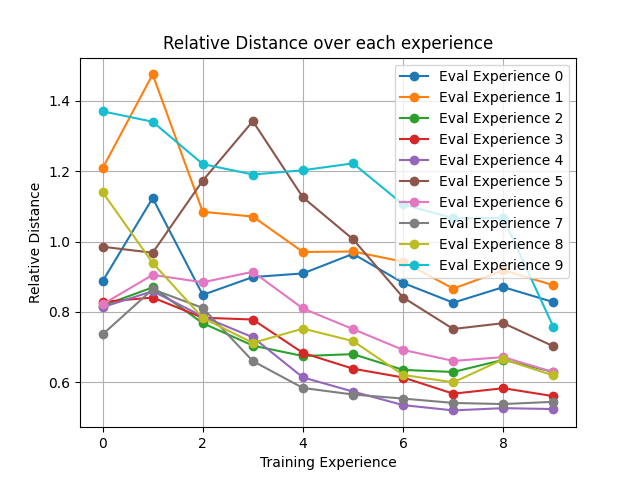 Relative Distance over each experience
Eval Experience 0
Eval Experience 1
Eval Experience 2
Eval Experience 3
Eval Experience 4
Eval Experience 5
Eval Experience 6
Eval Experience 7
Eval Experience 8
Eval Experience 9
Relative Distance
1.4
1.2
1.0
0.8
0.6
0 2 4 6 8
Training Experience